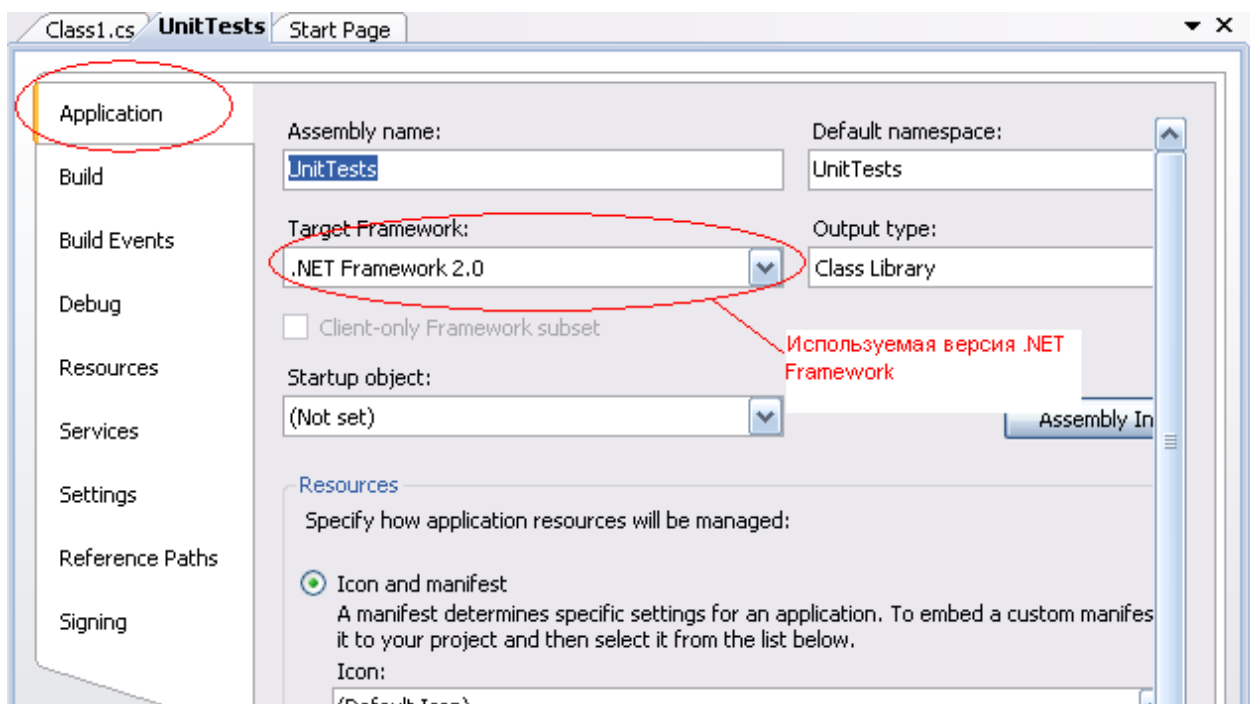 Class1.cs UnitTests Start Page
Application
Build
Build Events
Debug
Resources
Services
Settings
Reference Paths
Signing
Assembly name:
Default namespace:
UnitTests
UnitTests
Target Framework:
Output type:
.NET Framework 2.0
Class Library
Client-only Framework subset
Используемая версия .NET
Framework
Startup object:
(Not set)
Assembly In
Resources
Specify how application resources will be managed:
Icon and manifest
A manifest determines specific settings for an application. To embed a custom manifes
it to your project and then select it from the list below.
Icon:
(Default Icon)